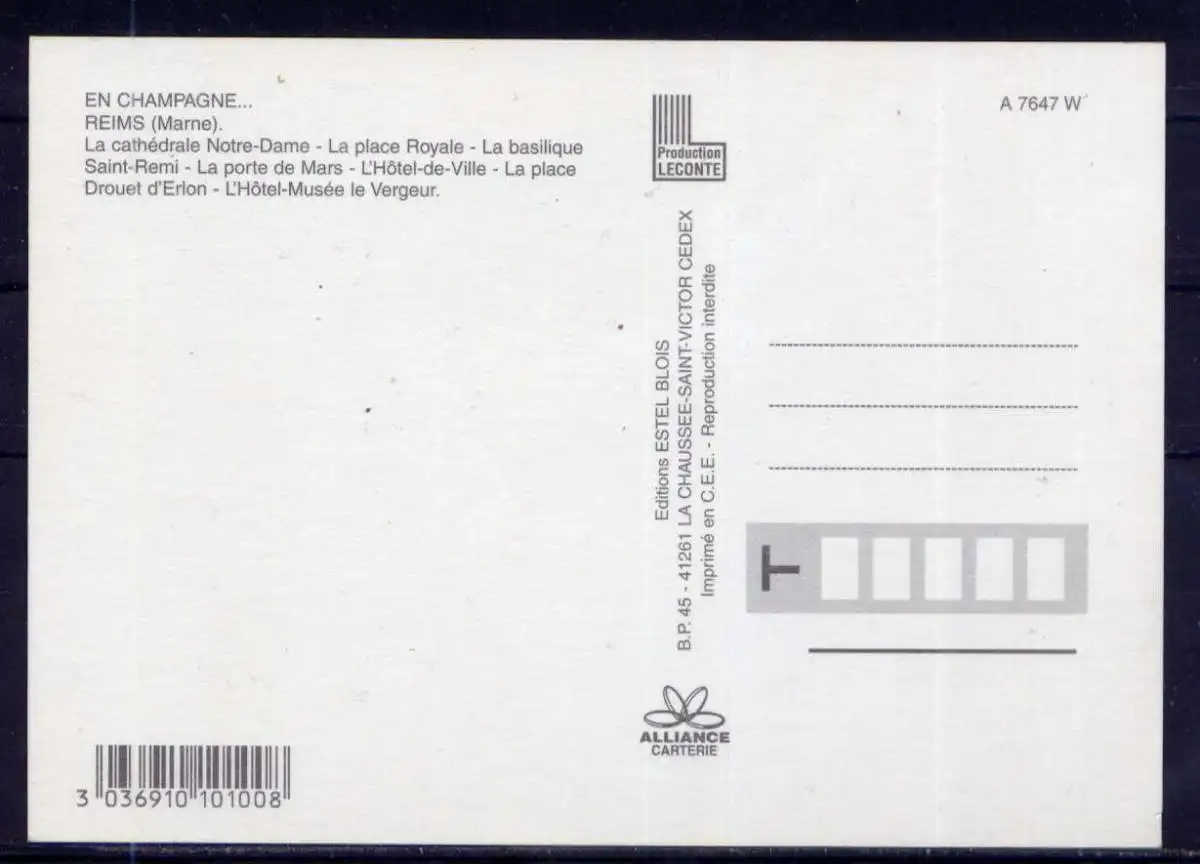 EN CHAMPAGNE...
REIMS (Marne).
La cathédrale Notre-Dame - La place Royale - La basilique
Saint-Remi - La porte de Mars - L'Hôtel-de-Ville - La place
Drouet d'Erlon - L'Hôtel-Musée le Vergeur.
Production
LECONTE
A 7647 W
Editions ESTEL BLOIS
B.P. 45 - 41261 LA CHAUSSEE-SAINT-VICTOR CEDEX
Imprimé en C.E.E. - Reproduction interdite
ALLIANCE
CARTERIE
3 036910 101008